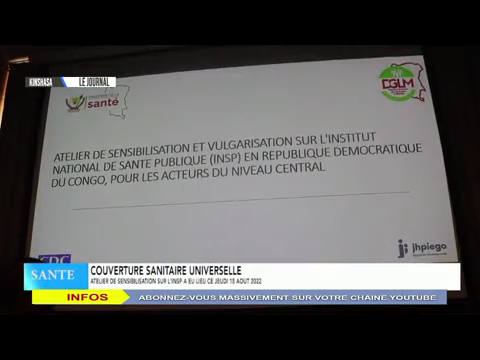 KINSHASA
LE JOURNAL
santé
DGLM
ATELIER DE SENSIBILISATION ET VULGARISATION SUR L'INSTITUT
NATIONAL DE SANTE PUBLIQUE (INSP) EN REPUBLIQUE DEMOCRATIQUE
DU CONGO, POUR LES ACTEURS DU NIVEAU CENTRAL
CDC
jhpiego
SANTE
COUVERTURE SANITAIRE UNIVERSELLE
ATELIER DE SENSIBILISATION SUR L'INSP A EU LIEU CE JEUDI 18 AOUT 2022
INFOS
ABONNEZ-VOUS MASSIVEMENT SUR VOTRE CHAINE YOUTUBE